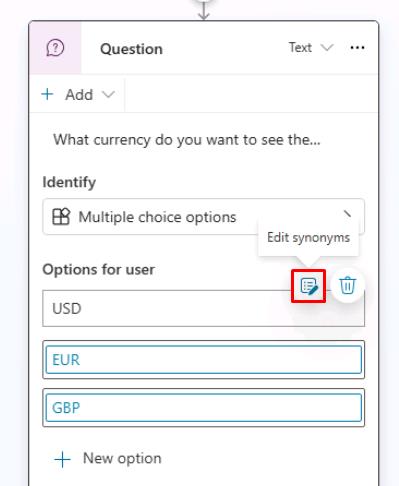 Question
Text
Add
What currency do you want to see the...
Identify
Multiple choice options
Edit synonyms
Options for user
USD
EUR
GBP
New option